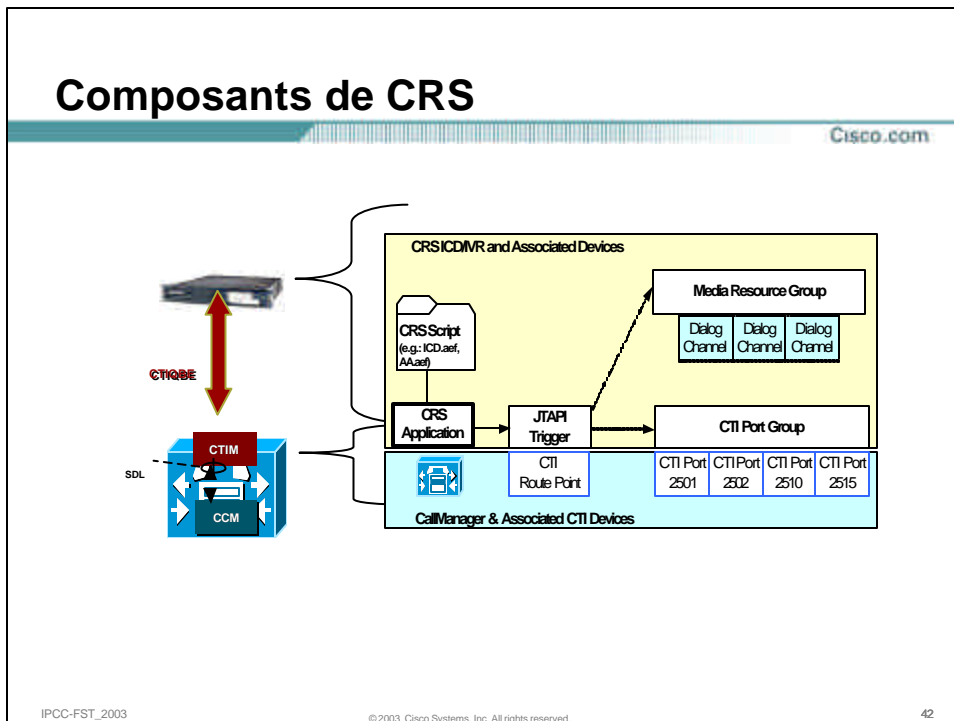 Composants de CRS
Cisco.com
CRS ICD/IVR and Associated Devices
Media Resource Group
Dialog Channel
Dialog Channel
Dialog Channel
CRS Script
(e.g.: ICD.aef,
AA.aef)
CTIQBE
CRS
Application
JTAPI
Trigger
CTI Port Group
CTIM
SDL
CCM
CTI
Route Point
CTI Port
2501
CTI Port
2502
CTI Port
2510
CTI Port
2515
CallManager & Associated CTI Devices
IPCC-FST_2003
© 2003, Cisco Systems, Inc. All rights reserved.
42